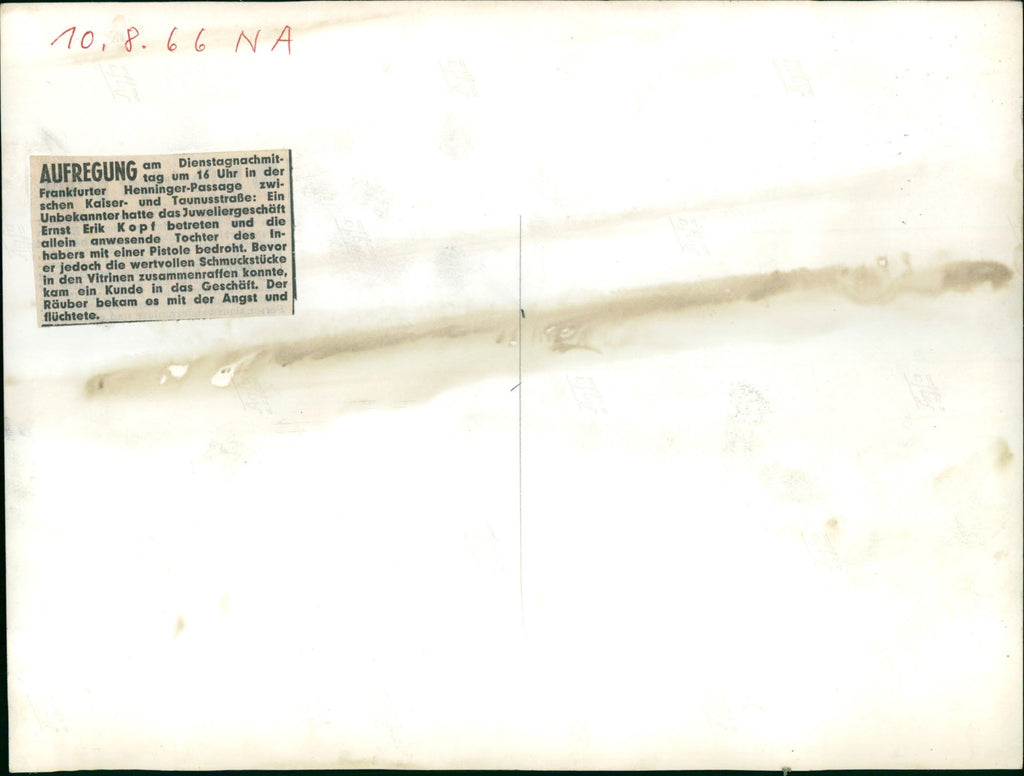 10. 8. 66 NA
AUFREGUNG am Dienstagnachmit-
tag um 16 Uhr in der
Frankfurter Henninger-Passage zwi-
schen Kaiser- und Taunusstraße: Ein
Unbekannter hatte das Juweliergeschäft
Ernst Erik Kopf betreten und die
allein anwesende Tochter des In-
habers mit einer Pistole bedroht. Bevor
er jedoch die wertvollen Schmuckstücke
in den Vitrinen zusammenraffen konnte,
kam ein Kunde in das Geschäft. Der
Räuber bekam es mit der Angst und
flüchtete.